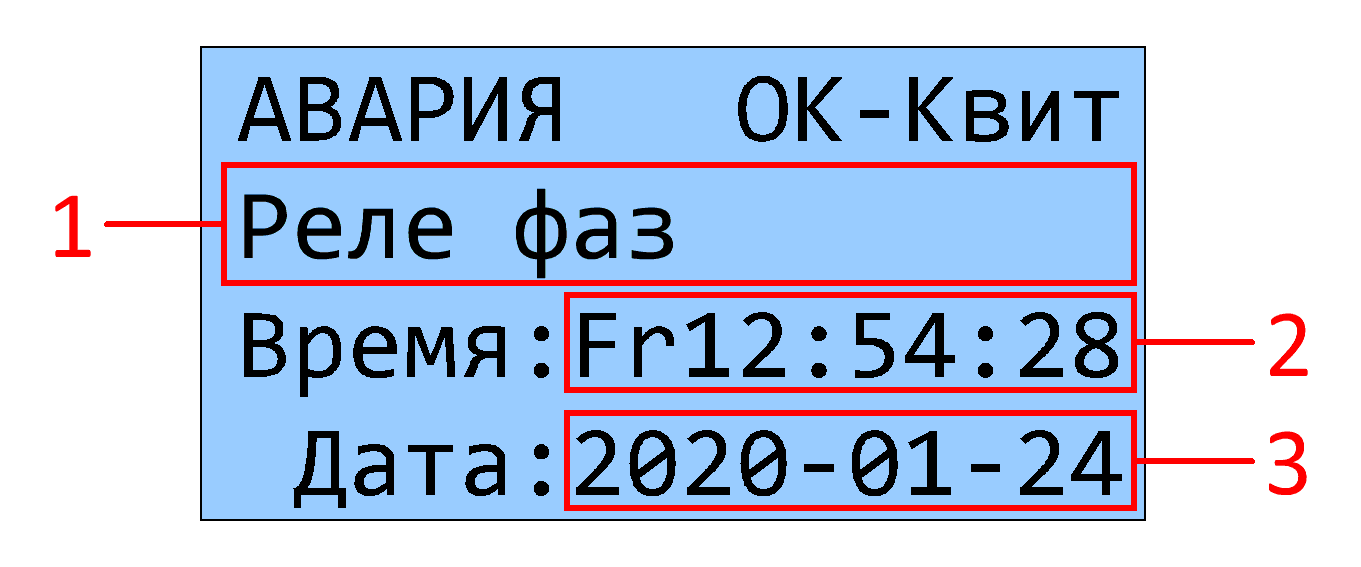 АВАРИЯ ОК-Квит
1 Реле фаз
Время:Fr12:54:28 2
Дата:2020-01-24 3